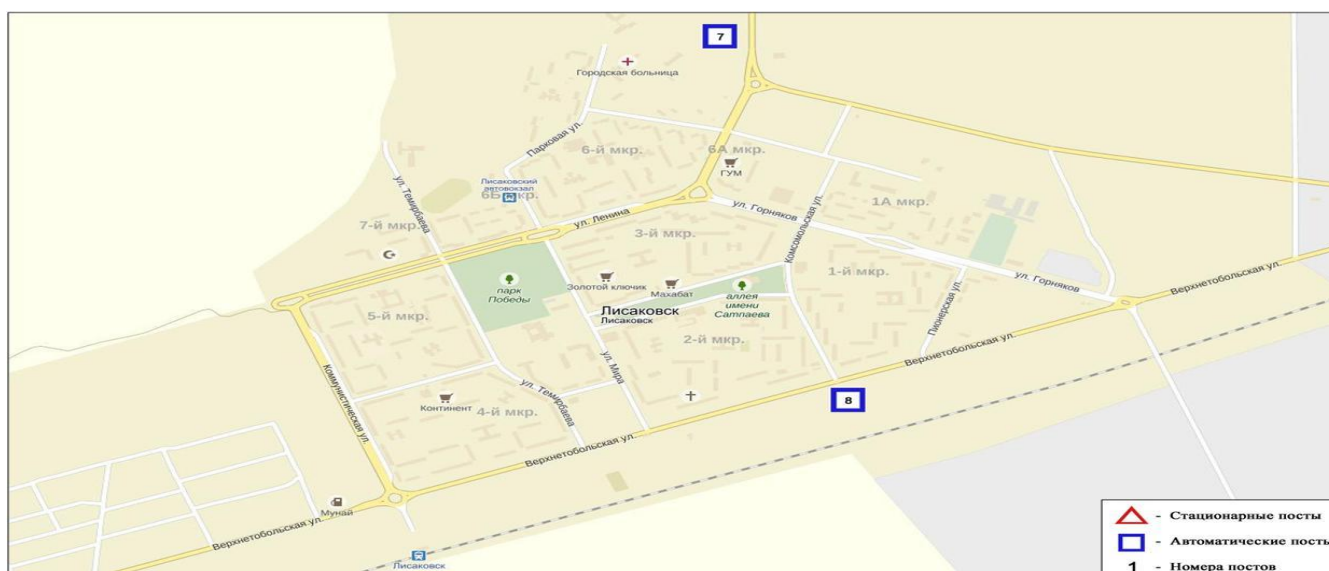 7
Городская больница
Парковая ул.
6-й мкр.
6А мкр.
ГУМ
Лисаковский
автовокзал
6Б мкр.
ул. Темирбаева
7-й мкр.
ул. Ленина
3-й мкр.
ул. Горняков
Комсомольская ул.
1А мкр.
1-й мкр.
ул. Горняков
Верхнетобольская ул.
парк
Победы
Золотой ключик
Махабат
аллея
имени
Сатпаева
Лисаковск
Лисаковск
Пионерская ул.
5-й мкр.
2-й мкр.
Верхнетобольская ул.
Коммунистическая ул.
ул. Мира
ул. Темирбаева
Континент
4-й мкр.
8
Верхнетобольская ул.
Мунай
Верхнетобольская ул.
Лисаковск
- Стационарные посты
- Автоматические посты
1 - Номера постов